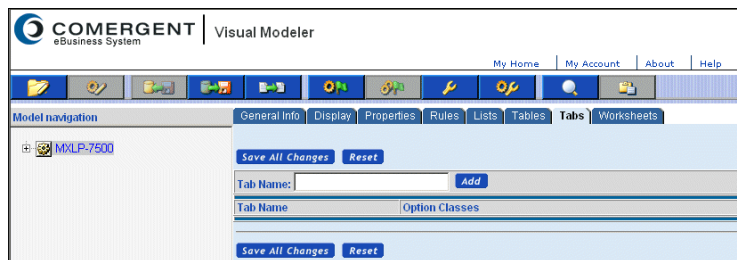 COMERGENT
eBusiness System
Visual Modeler
My Home
My Account
About
Help
Model navigation
General Info
Display
Properties
Rules
Lists
Tables
Tabs
Worksheets
MXLP-7500
Save All Changes
Reset
Tab Name:
Add
Tab Name
Option Classes
Save All Changes
Reset